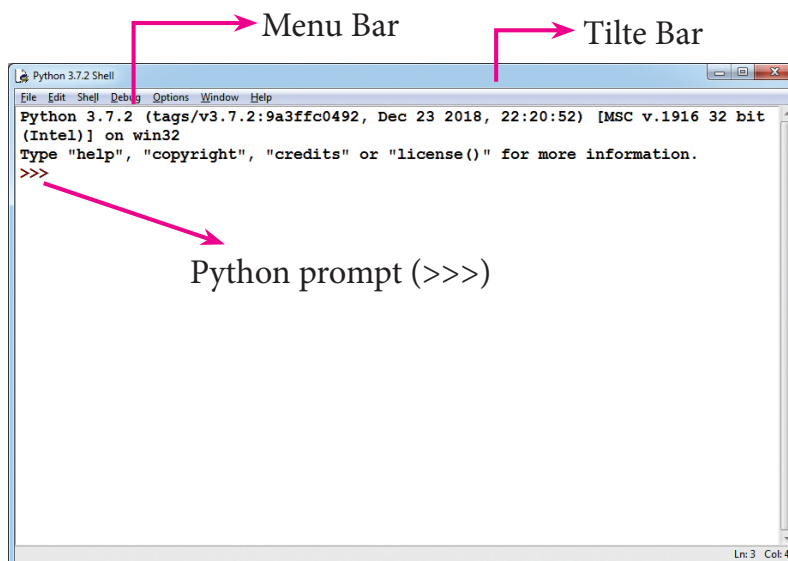 Menu Bar
Tilte Bar
Python 3.7.2 Shell
File Edit Shell Debug Options Window Help
Python 3.7.2 (tags/v3.7.2:9a3ffc0492, Dec 23 2018, 22:20:52) [MSC v.1916 32 bit
(Intel)] on win32
Type "help", "copyright", "credits" or "license()" for more information.
>>>
Python prompt (>>>)
Ln: 3 Col: 4